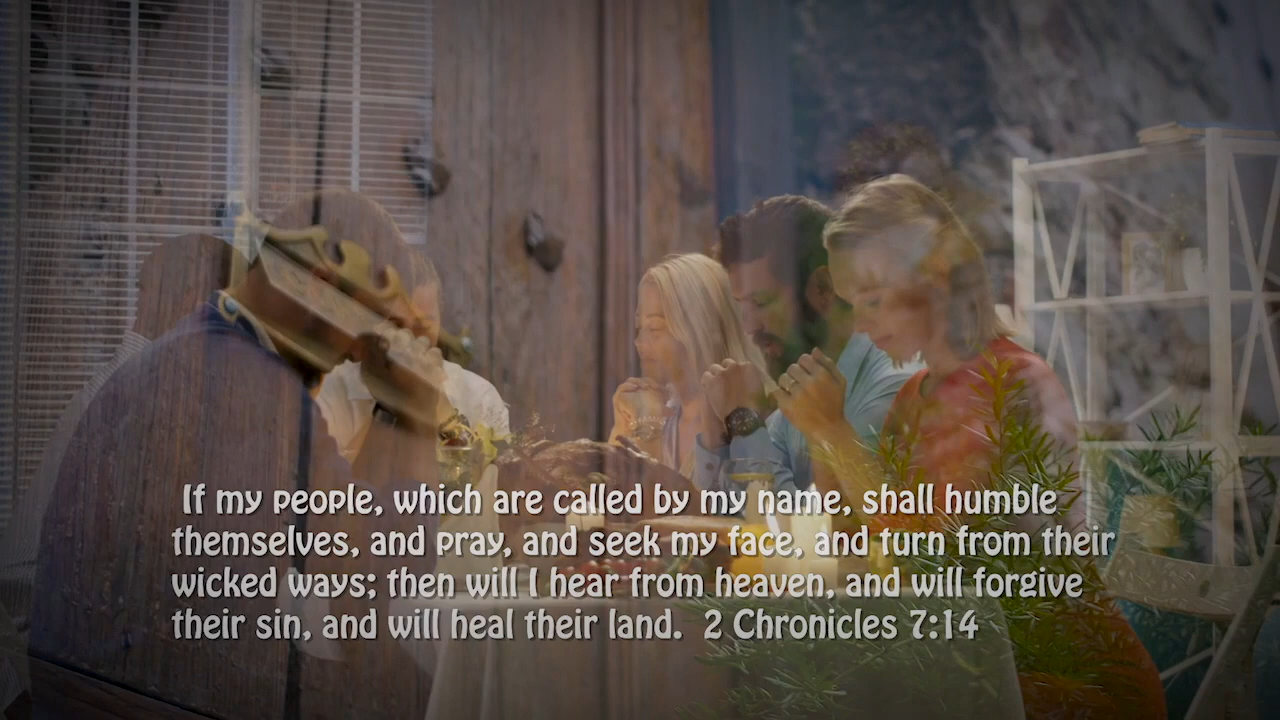 If my people, which are called by my name, shall humble
themselves, and pray, and seek my face, and turn from their
wicked ways; then will I hear from heaven, and will forgive
their sin, and will heal their land. 2 Chronicles 7:14